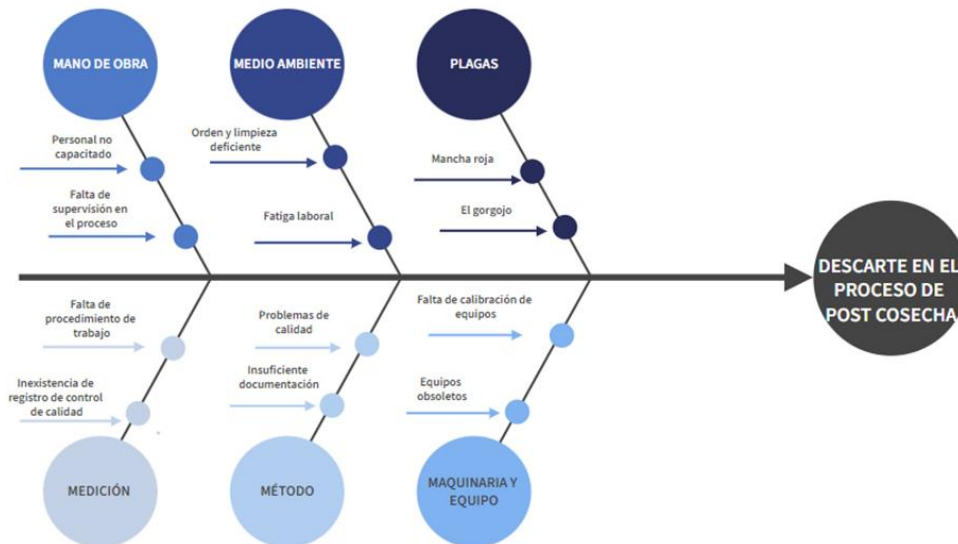 MANO DE OBRA
MEDIO AMBIENTE
PLAGAS
Personal no
capacitado
Orden y limpieza
deficiente
Mancha roja
Falta de
supervisión en
el proceso
Fatiga laboral
El gorgojo
DESCARTE EN EL
PROCESO DE
POST COSECHA
Falta de
procedimiento de
trabajo
Problemas de
calidad
Falta de calibración de
equipos
Inexistencia de
registro de control
de calidad
Insuficiente
documentación
Equipos
obsoletos
MEDICIÓN
MÉTODO
MAQUINARIA Y
EQUIPO